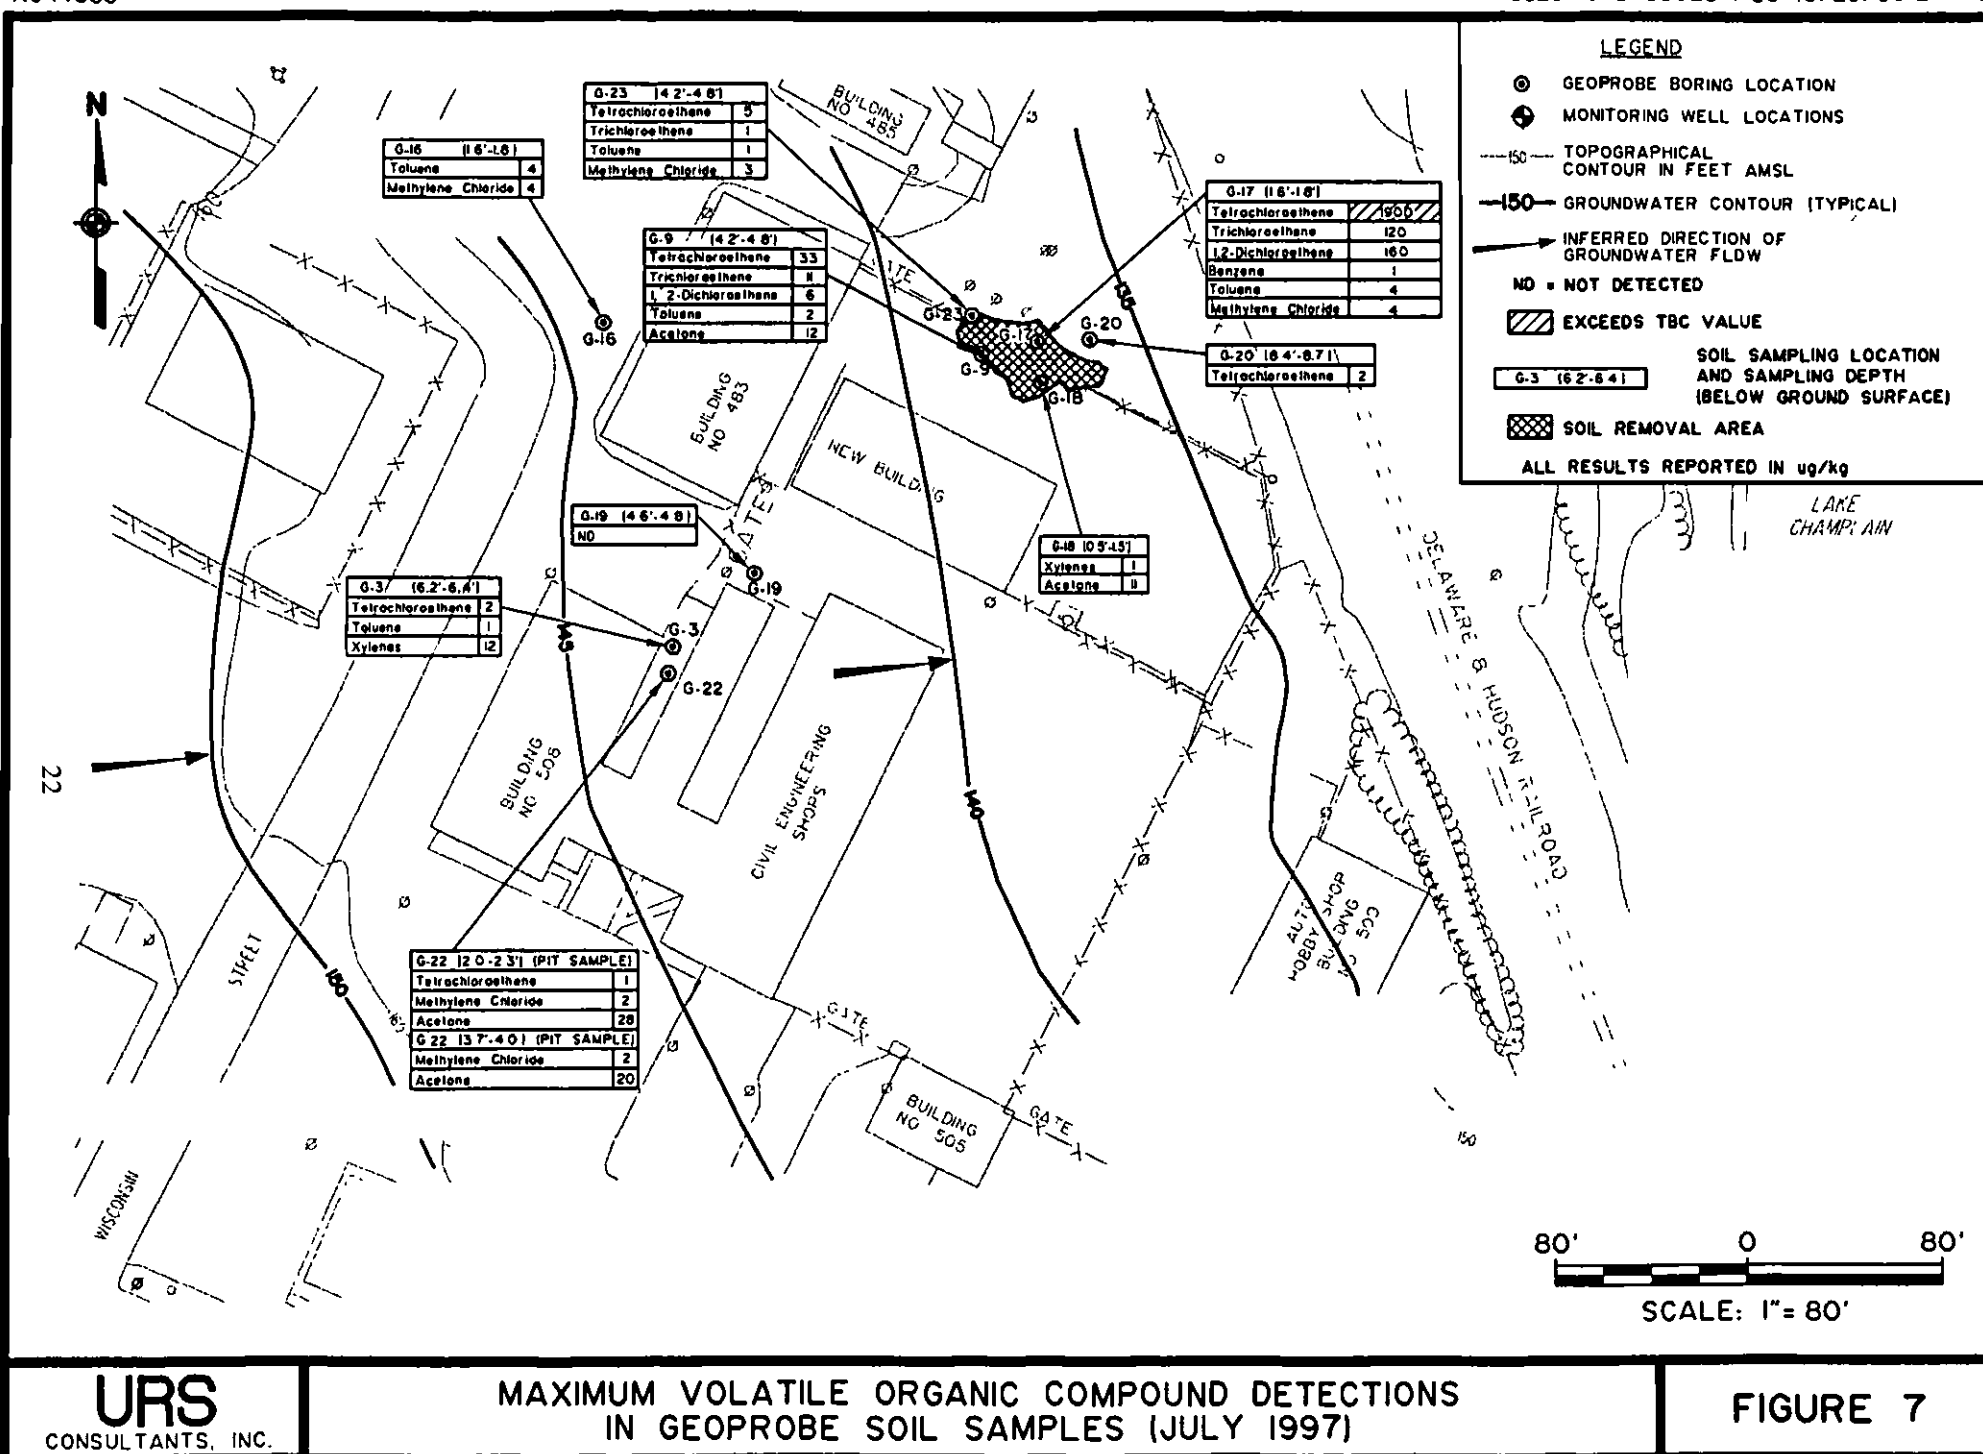 N
G-23 (4 2'-4 8')
Tetrachloroethene 5
Trichloroethene 1
Toluene 1
Methylene Chloride 3
G-16 (1 6'-1.8')
Toluene 4
Methylene Chloride 4
G-9 (4 2'-4 8')
Tetrachloroethene 33
Trichloroethene 11
1, 2-Dichloroethene 6
Toluene 2
Acetone 12
G-17 (1 6'-1 8')
Tetrachloroethene 1900
Trichloroethene 120
1,2-Dichloroethene 160
Benzene 1
Toluene 4
Methylene Chloride 4
G-20 (8 4'-8.7')
Tetrachloroethene 2
G-19 (4 6'-4 8')
ND
G-18 (0 5'-1.5')
Xylenes 1
Acetone 11
G-3 (6.2'-6.4')
Tetrachloroethene 2
Toluene 1
Xylenes 12
G-22 (2 0'-2 3') (PIT SAMPLE)
Tetrachloroethene 1
Methylene Chloride 2
Acetone 28
G 22 (3 7'-4 0') (PIT SAMPLE)
Methylene Chloride 2
Acetone 20
BUILDING
NO 485
GATE
G-16
G-23
G-17
G-20
G-9
G-18
135
BUILDING
NO 483
NEW BUILDING
GATE
G-19
G-3
G-22
145
140
150
BUILDING
NO 508
CIVIL ENGINEERING
SHOPS
DELAWARE & HUDSON RAILROAD
LAKE
CHAMPLAIN
AUTO
HOBBY SHOP
BUILDING
NO 509
STREET
WISCONSIN
GATE
BUILDING
NO 505
GATE
150
22
LEGEND
GEOPROBE BORING LOCATION
MONITORING WELL LOCATIONS
150 TOPOGRAPHICAL
CONTOUR IN FEET AMSL
150 GROUNDWATER CONTOUR (TYPICAL)
INFERRED DIRECTION OF
GROUNDWATER FLOW
ND = NOT DETECTED
EXCEEDS TBC VALUE
G-3 (6 2'-6 4')
SOIL SAMPLING LOCATION
AND SAMPLING DEPTH
(BELOW GROUND SURFACE)
SOIL REMOVAL AREA
ALL RESULTS REPORTED IN ug/kg
80' 0 80'
SCALE: 1"= 80'
URS
CONSULTANTS, INC.
MAXIMUM VOLATILE ORGANIC COMPOUND DETECTIONS
IN GEOPROBE SOIL SAMPLES (JULY 1997)
FIGURE 7